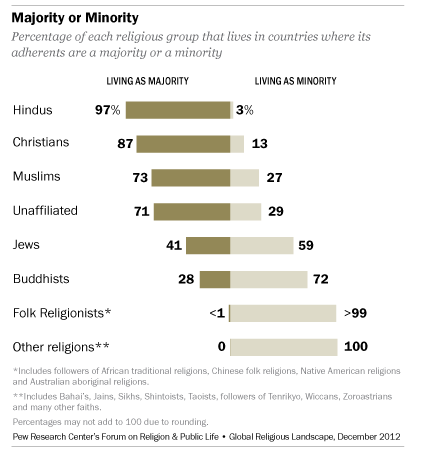 Majority or Minority
Percentage of each religious group that lives in countries where its
adherents are a majority or a minority
LIVING AS MAJORITY LIVING AS MINORITY
Hindus 97% 3%
Christians 87 13
Muslims 73 27
Unaffiliated 71 29
Jews 41 59
Buddhists 28 72
Folk Religionists* <1 >99
Other religions** 0 100
*Includes followers of African traditional religions, Chinese folk religions, Native American religions
and Australian aboriginal religions.
**Includes Bahai's, Jains, Sikhs, Shintoists, Taoists, followers of Tenrikyo, Wiccans, Zoroastrians
and many other faiths.
Percentages may not add to 100 due to rounding.
Pew Research Center's Forum on Religion & Public Life • Global Religious Landscape, December 2012